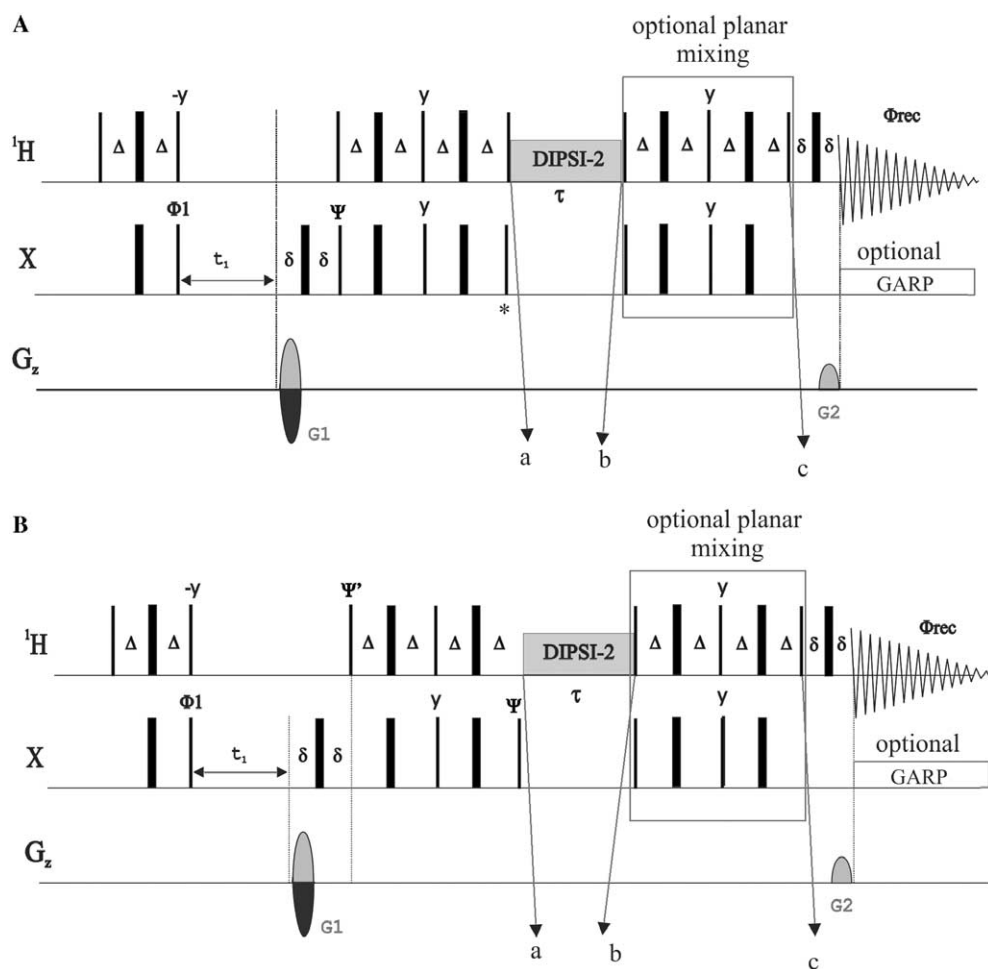 A
optional planar
mixing
-y y y Φrec
¹H Δ Δ Δ Δ Δ Δ DIPSI-2 Δ Δ Δ Δ δ δ
τ
Φ1 Ψ y y
X t₁ δ δ optional
GARP
*
G_z
G1 G2
a b c
B
optional planar
mixing
-y Ψ' y Φrec
¹H Δ Δ Δ Δ Δ Δ DIPSI-2 Δ Δ Δ Δ δ δ
τ
Φ1 y Ψ y
X t₁ δ δ optional
GARP
G_z
G1 G2
a b c